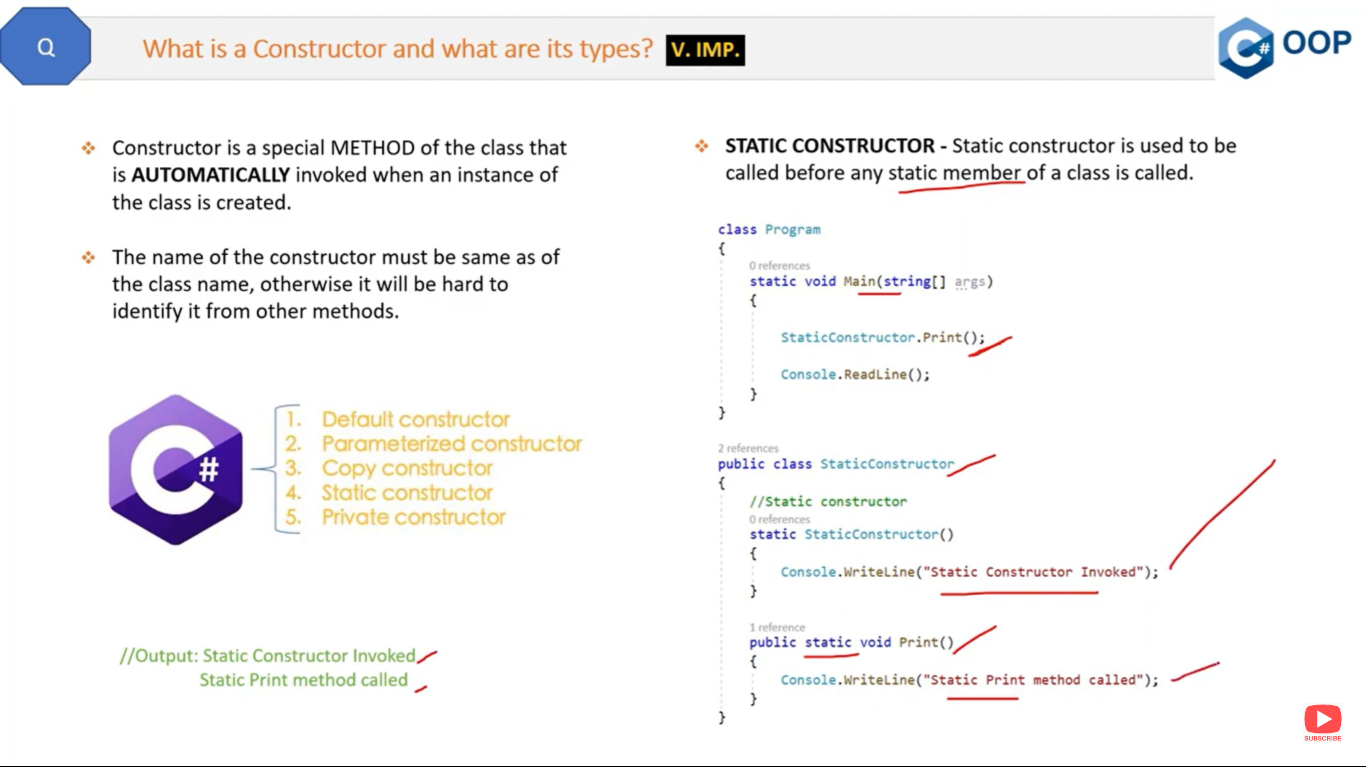 Q
What is a Constructor and what are its types? V. IMP.
C# OOP
❖ Constructor is a special METHOD of the class that
is AUTOMATICALLY invoked when an instance of
the class is created.
❖ The name of the constructor must be same as of
the class name, otherwise it will be hard to
identify it from other methods.
C#
1. Default constructor
2. Parameterized constructor
3. Copy constructor
4. Static constructor
5. Private constructor
//Output: Static Constructor Invoked
Static Print method called
❖ STATIC CONSTRUCTOR - Static constructor is used to be
called before any static member of a class is called.
class Program
{
0 references
static void Main(string[] args)
{
StaticConstructor.Print();
Console.ReadLine();
}
}
2 references
public class StaticConstructor
{
//Static constructor
0 references
static StaticConstructor()
{
Console.WriteLine("Static Constructor Invoked");
}
1 reference
public static void Print()
{
Console.WriteLine("Static Print method called");
}
}
SUBSCRIBE